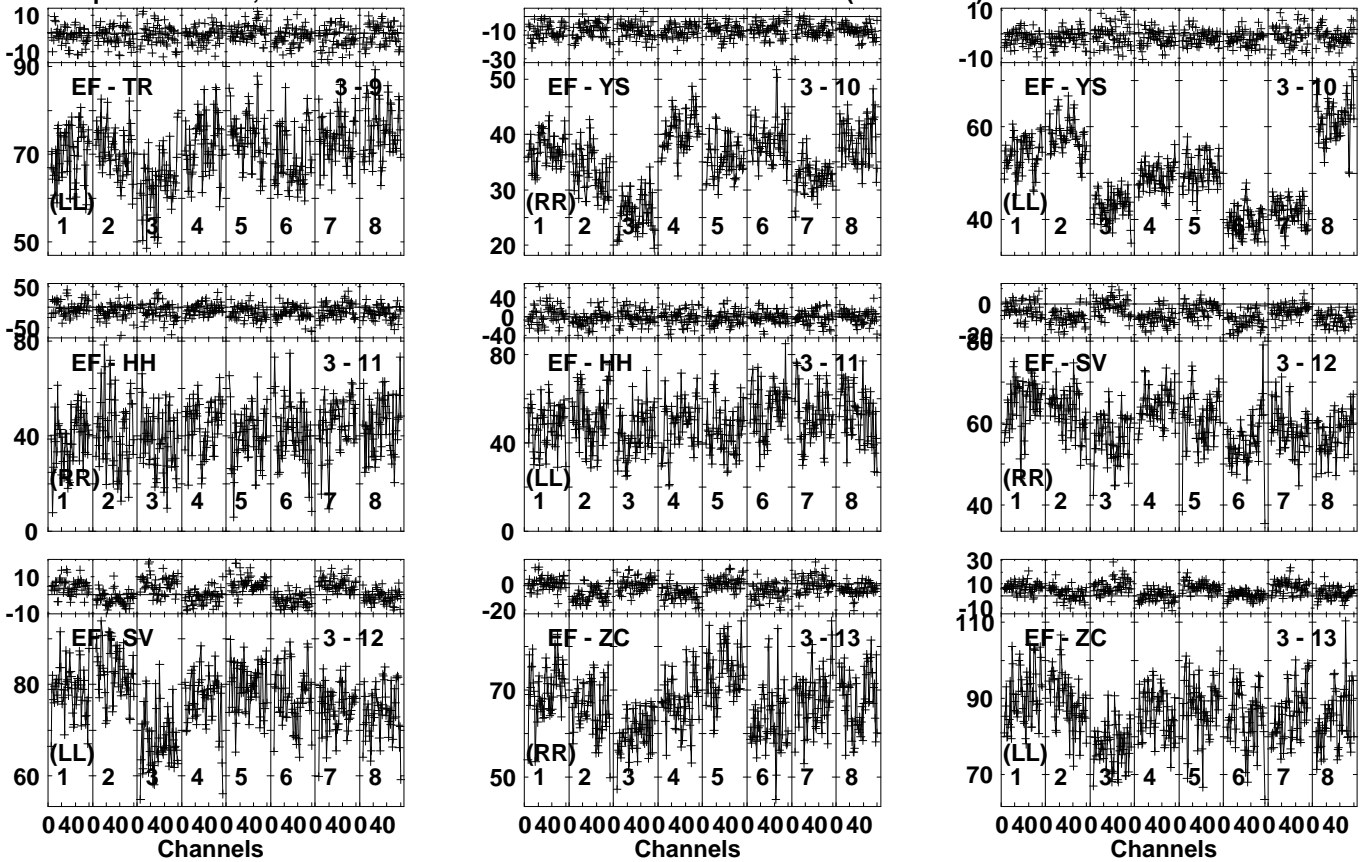 10 -10 90 70 50
EF - TR 3 - 9
(LL)
1 2 3 4 5 6 7 8
-10 -30 50 40 30 20
EF - YS 3 - 10
(RR)
1 2 3 4 5 6 7 8
10 -10 60 40
EF - YS 3 - 10
(LL)
1 2 3 4 5 6 7 8
50 -50 80 40 0
EF - HH 3 - 11
(RR)
1 2 3 4 5 6 7 8
40 0 -40 80 40 0
EF - HH 3 - 11
(LL)
1 2 3 4 5 6 7 8
0 -20 80 60 40
EF - SV 3 - 12
(RR)
1 2 3 4 5 6 7 8
10 -10 80 60
EF - SV 3 - 12
(LL)
1 2 3 4 5 6 7 8
0 -20 70 50
EF - ZC 3 - 13
(RR)
1 2 3 4 5 6 7 8
30 10 -10 110 90 70
EF - ZC 3 - 13
(LL)
1 2 3 4 5 6 7 8
0 40 0 40 0 40 0 40 0 40 0 40 0 40 0 40
Channels
0 40 0 40 0 40 0 40 0 40 0 40 0 40 0 40
Channels
0 40 0 40 0 40 0 40 0 40 0 40 0 40 0 40
Channels